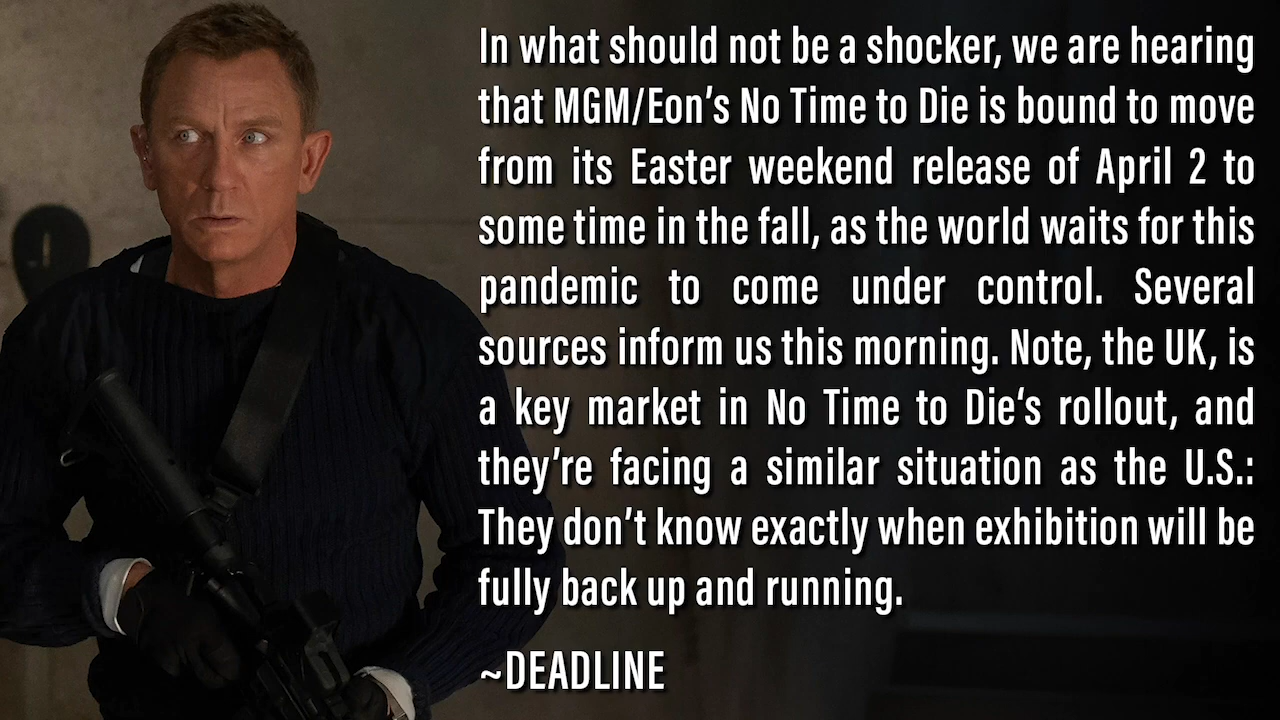 In what should not be a shocker, we are hearing
that MGM/Eon’s No Time to Die is bound to move
from its Easter weekend release of April 2 to
some time in the fall, as the world waits for this
pandemic to come under control. Several
sources inform us this morning. Note, the UK, is
a key market in No Time to Die‘s rollout, and
they’re facing a similar situation as the U.S.:
They don’t know exactly when exhibition will be
fully back up and running.
~DEADLINE